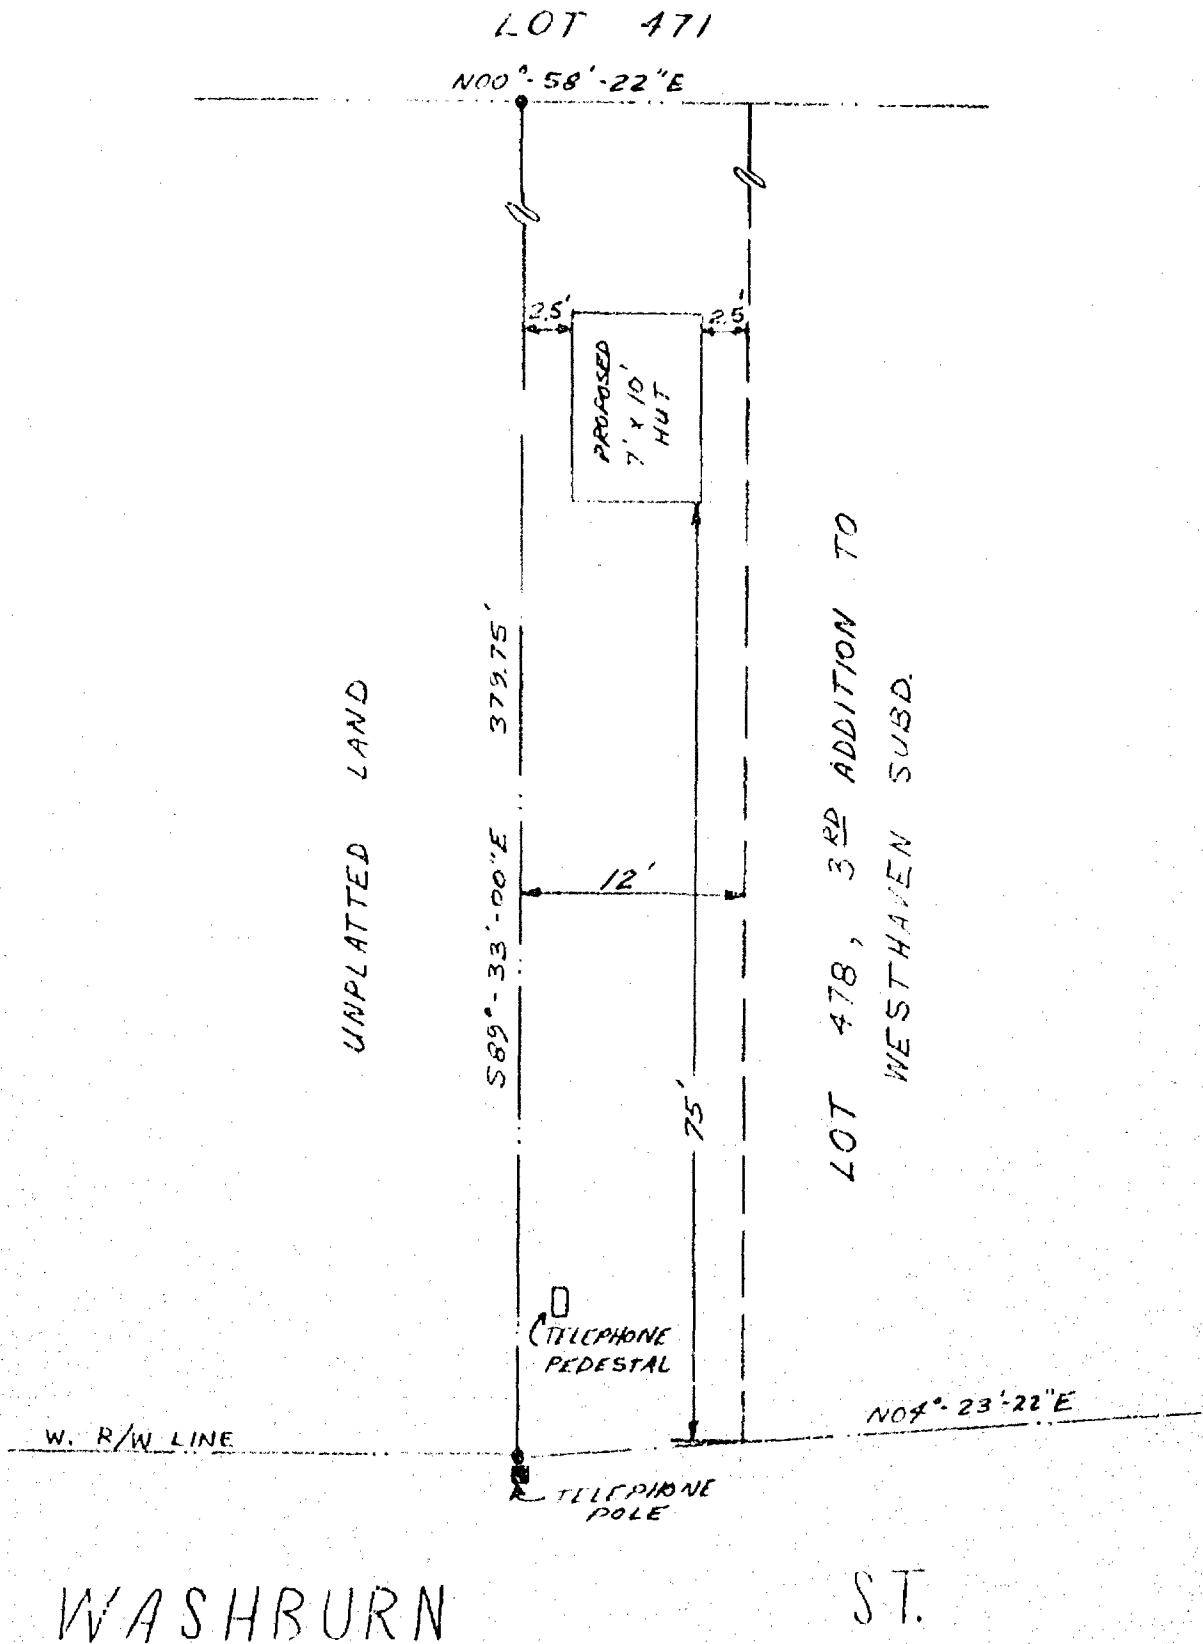 LOT 471
N00°-58'-22"E
2.5'
2.5'
PROPOSED
7' x 10'
HUT
UNPLATTED LAND
S89°-33'-00"E 379.75'
12'
75'
LOT 478, 3RD ADDITION TO
WESTHAVEN SUBD.
TELEPHONE
PEDESTAL
W. R/W LINE
N04°-23'-22"E
TELEPHONE
POLE
WASHBURN ST.